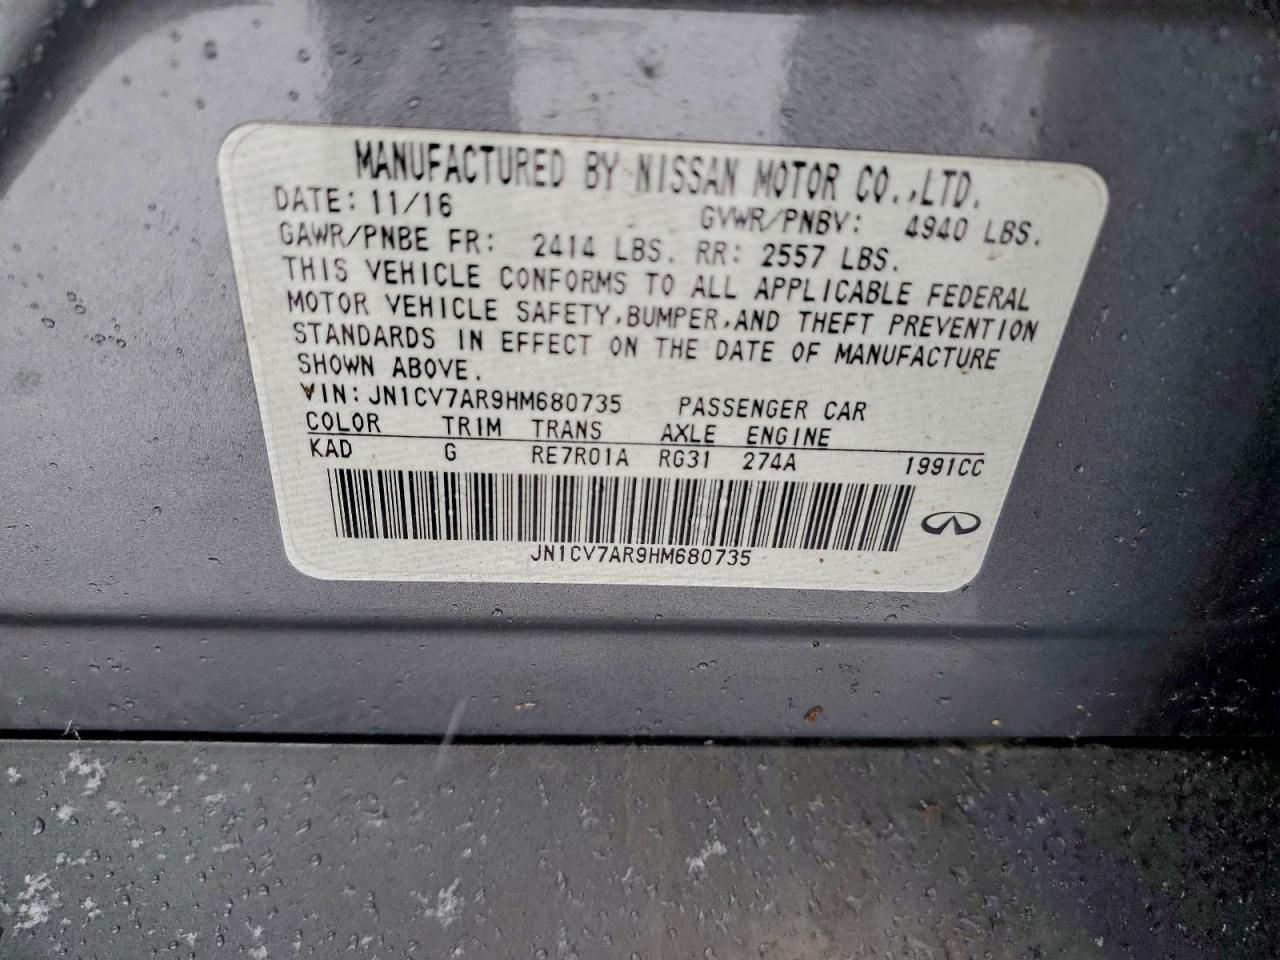 MANUFACTURED BY NISSAN MOTOR CO.,LTD.
DATE: 11/16 GVWR/PNBV: 4940 LBS.
GAWR/PNBE FR: 2414 LBS. RR: 2557 LBS.
THIS VEHICLE CONFORMS TO ALL APPLICABLE FEDERAL
MOTOR VEHICLE SAFETY,BUMPER,AND THEFT PREVENTION
STANDARDS IN EFFECT ON THE DATE OF MANUFACTURE
SHOWN ABOVE.
VIN: JN1CV7AR9HM680735 PASSENGER CAR
COLOR TRIM TRANS AXLE ENGINE
KAD G RE7R01A RG31 274A 1991CC
JN1CV7AR9HM680735